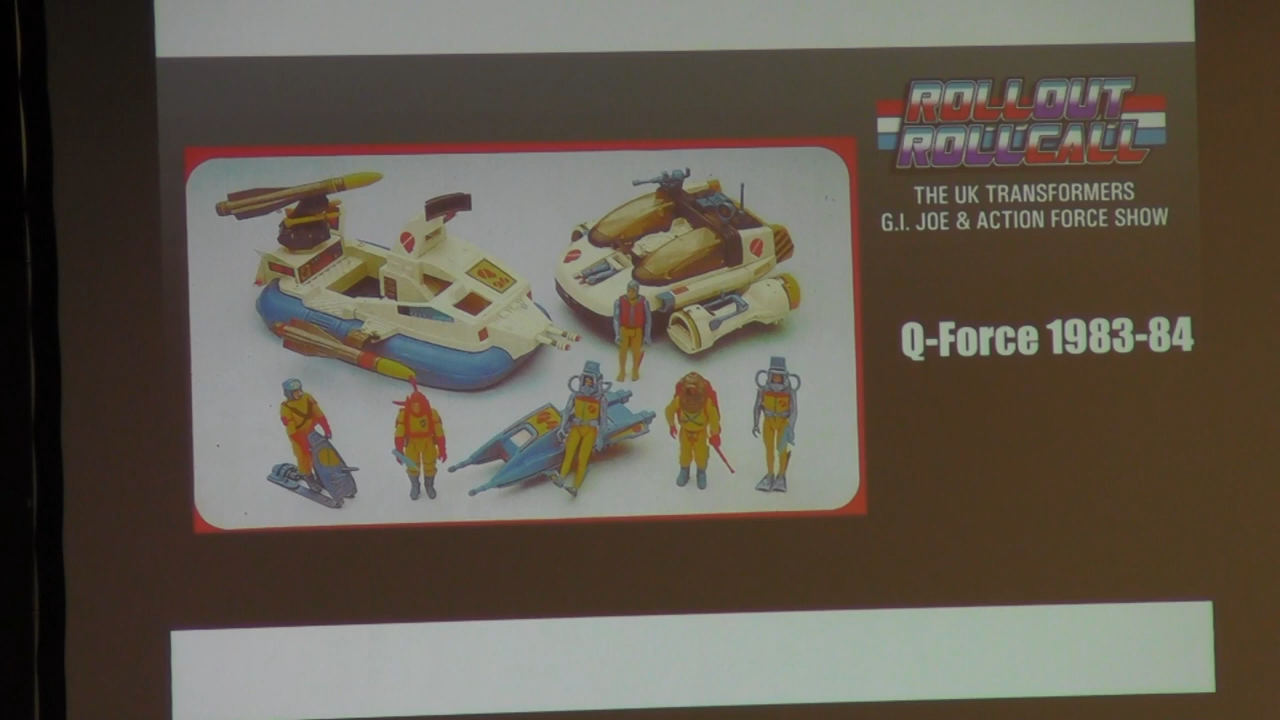 ROLLOUT
ROLLCALL
THE UK TRANSFORMERS
G.I. JOE & ACTION FORCE SHOW
Q-Force 1983-84